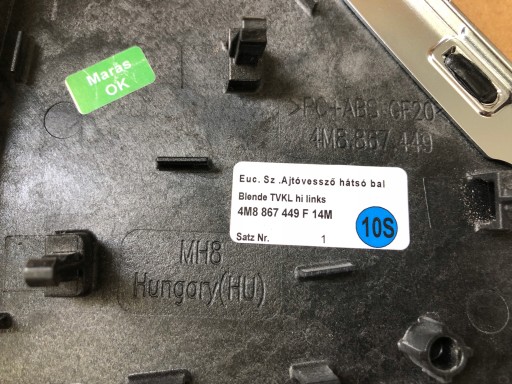 Marás
OK
>PC+ABS-GF20<
4M8.867.449
Euc. Sz .Ajtóvessző hátsó bal
Blende TVKL hi links
4M8 867 449 F 14M
10S
Satz Nr. 1
MH8
Hungary(HU)